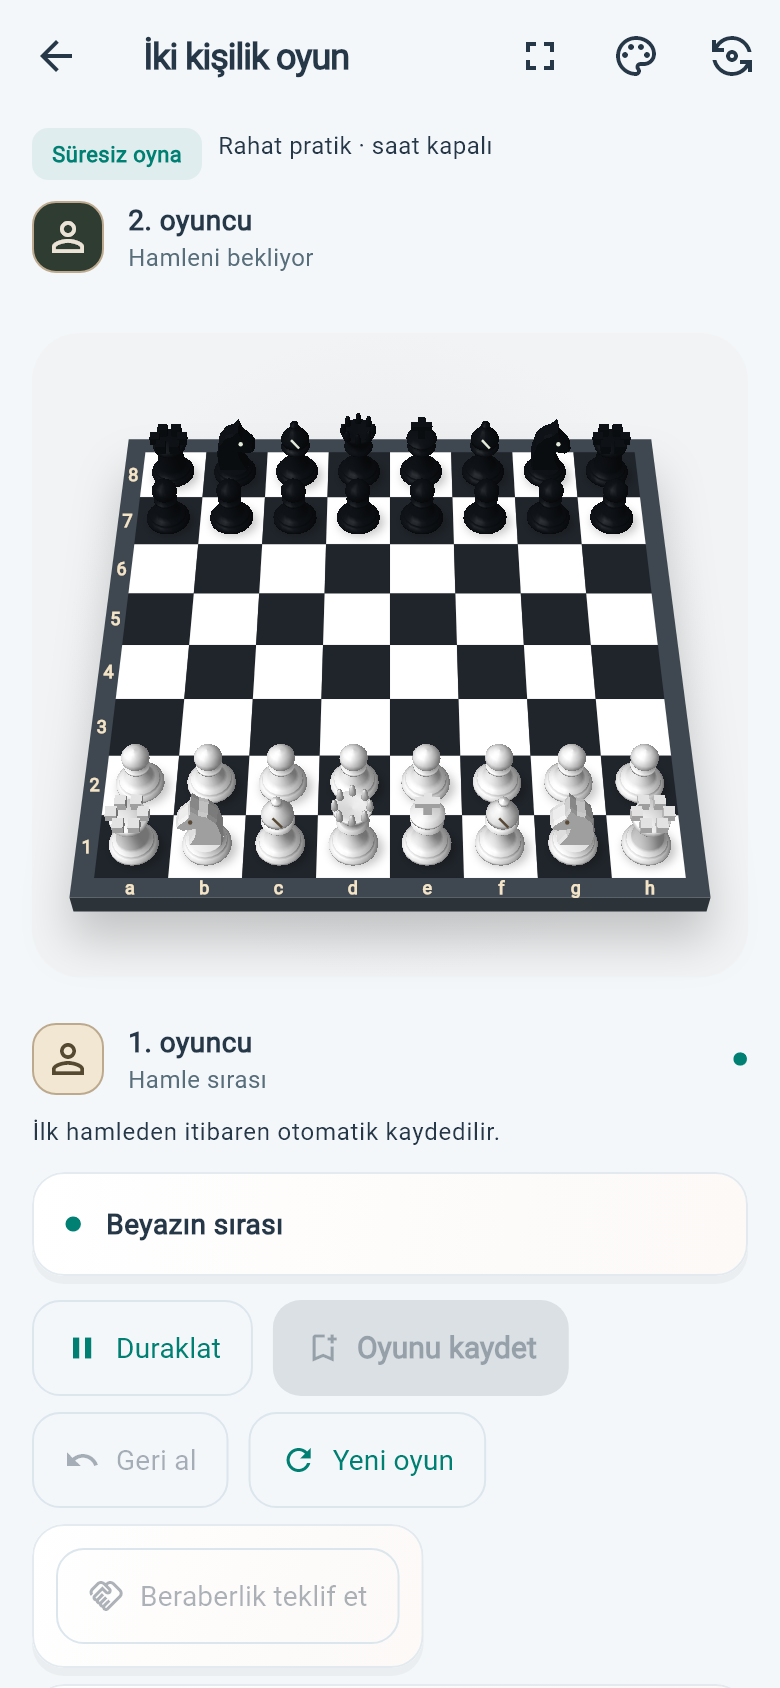 İki kişilik oyun
Süresiz oyna
Rahat pratik · saat kapalı
2. oyuncu
Hamleni bekliyor
8
7
6
5
4
3
2
1
a b c d e f g h
1. oyuncu
Hamle sırası
İlk hamleden itibaren otomatik kaydedilir.
Beyazın sırası
Duraklat
Oyunu kaydet
Geri al
Yeni oyun
Beraberlik teklif et